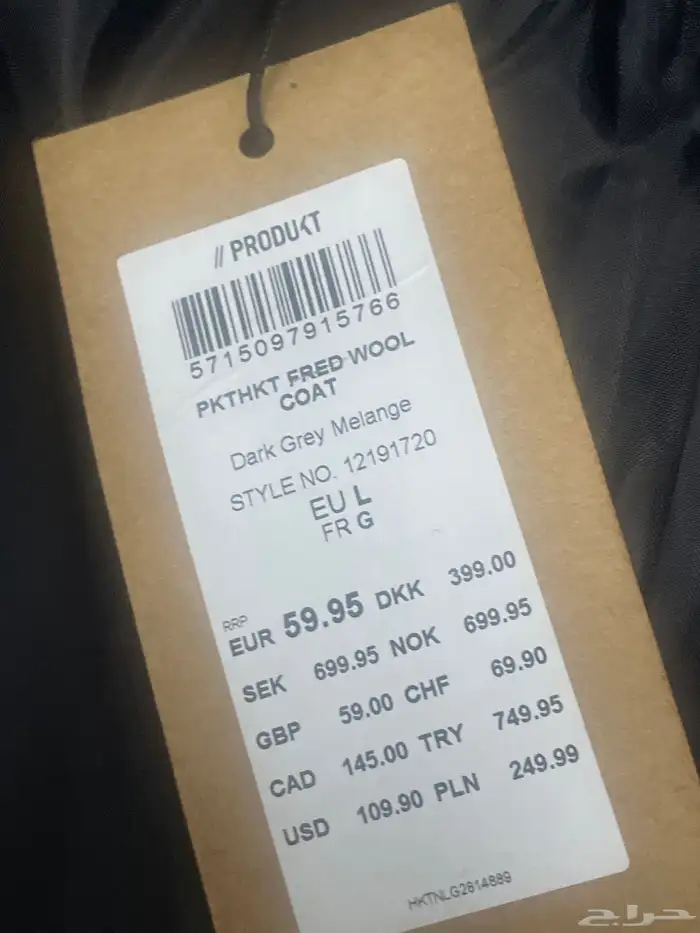 // PRODUKT
5715097915766
PKTHKT FRED WOOL
COAT
Dark Grey Melange
STYLE NO. 12191720
EU L
FR G
RRP
EUR 59.95 DKK 399.00
SEK 699.95 NOK 699.95
GBP 59.00 CHF 69.90
CAD 145.00 TRY 749.95
USD 109.90 PLN 249.99
HKTNLG2614889
حراج